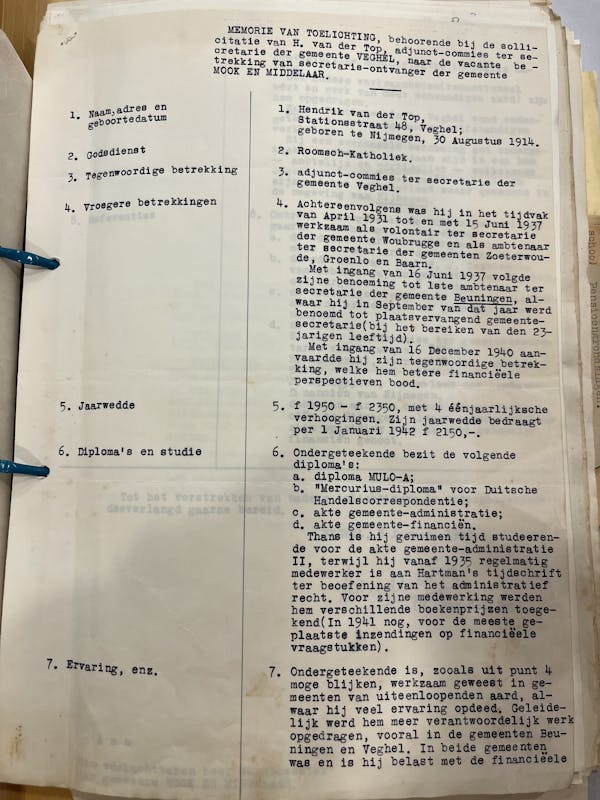 MEMORIE VAN TOELICHTING, behoorende bij de solli-
citatie van H. van der Top, adjunct-commies ter se-
cretarie der gemeente VEGHEL, naar de vacante be -
trekking van secretaris-ontvanger der gemeente
MOOK EN MIDDELAAR.
1. Naam,adres en
geboortedatum
1. Hendrik van der Top,
Stationsstraat 48, Veghel;
geboren te Nijmegen, 30 Augustus 1914.
2. Godsdienst
2. Roomsch-Katholiek.
3. Tegenwoordige betrekking
3. adjunct-commies ter secretarie der
gemeente Veghel.
4. Vroegere betrekkingen
4. Achtereenvolgens was hij in het tijdvak
van April 1931 tot en met 15 Juni 1937
werkzaam als volontair ter secretarie
der gemeente Woubrugge en als ambtenaar
ter secretarie der gemeenten Zoeterwou-
de, Groenlo en Baarn.
Met ingang van 16 Juni 1937 volgde
zijne benoeming tot 1ste ambtenaar ter
secretarie der gemeente Beuningen, al-
waar hij in September van dat jaar werd
benoemd tot plaatsvervangend gemeente-
secretaris(bij het bereiken van den 23-
jarigen leeftijd).
Met ingang van 16 December 1940 aan-
vaardde hij zijn tegenwoordige betrek-
king, welke hem betere financiëele
perspectieven bood.
5. Jaarwedde
5. f 1950 - f 2350, met 4 éénjaarlijksche
verhoogingen. Zijn jaarwedde bedraagt
per 1 Januari 1942 f 2150,-.
6. Diploma's en studie
6. Ondergeteekende bezit de volgende
diploma's:
a. diploma MULO-A;
b. "Mercurius-diploma" voor Duitsche
Handelscorrespondentie;
c. akte gemeente-administratie;
d. akte gemeente-financiën.
Thans is hij geruimen tijd studeeren-
de voor de akte gemeente-administratie
II, terwijl hij vanaf 1935 regelmatig
medewerker is aan Hartman's tijdschrift
ter beoefening van het administratief
recht. Voor zijne medewerking werden
hem verschillende boekenprijzen toege-
kend(In 1941 nog, voor de meeste ge-
plaatste inzendingen op financiëele
vraagstukken).
7. Ervaring, enz.
7. Ondergeteekende is, zooals uit punt 4
moge blijken, werkzaam geweest in ge-
meenten van uiteenloopenden aard, al-
waar hij veel ervaring opdeed. Geleide-
lijk werd hem meer verantwoordelijk werk
opgedragen, vooral in de gemeenten Beu-
ningen en Veghel. In beide gemeenten
was en is hij belast met de financiëele